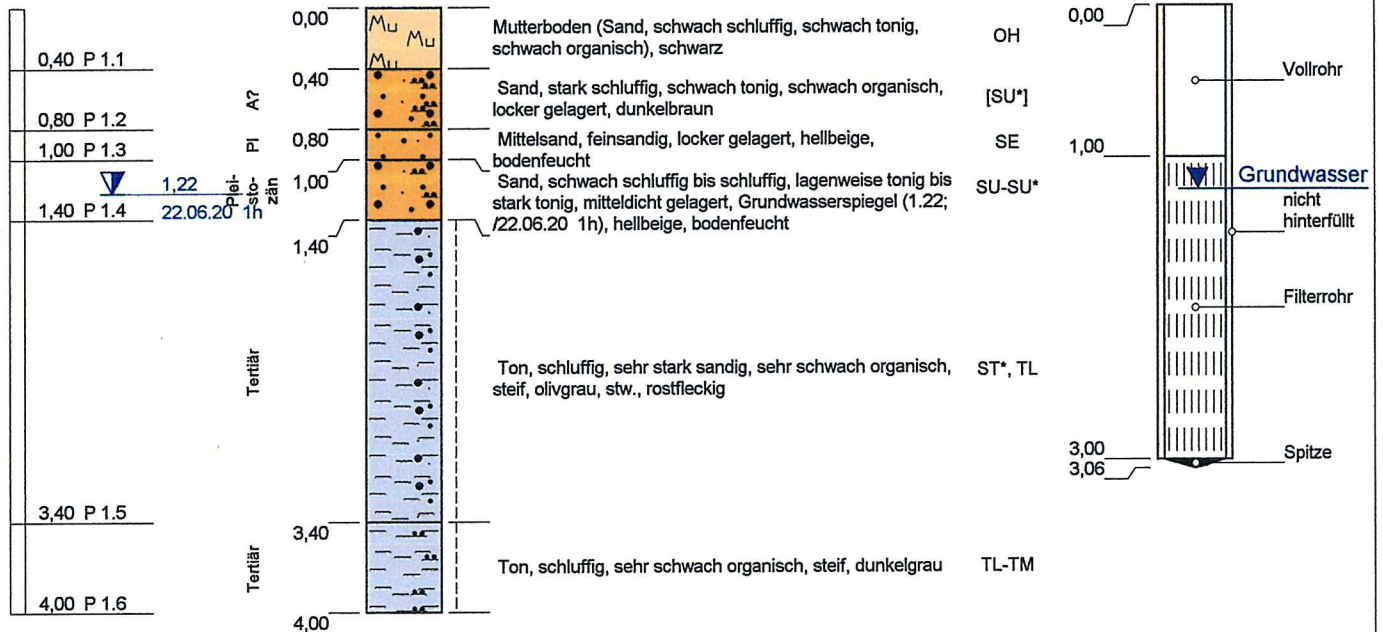 0,40 P 1.1
0,80 P 1.2
1,00 P 1.3
1,22
22.06.20 1h
1,40 P 1.4
3,40 P 1.5
4,00 P 1.6
A?
Pl
Plei-
sto-
zän
Tertiär
Tertiär
0,00
0,40
0,80
1,00
1,40
3,40
4,00
Mu
Mu
Mu
Mutterboden (Sand, schwach schluffig, schwach tonig,
schwach organisch), schwarz
OH
Sand, stark schluffig, schwach tonig, schwach organisch,
locker gelagert, dunkelbraun
[SU*]
Mittelsand, feinsandig, locker gelagert, hellbeige,
bodenfeucht
SE
Sand, schwach schluffig bis schluffig, lagenweise tonig bis
stark tonig, mitteldicht gelagert, Grundwasserspiegel (1.22;
/22.06.20 1h), hellbeige, bodenfeucht
SU-SU*
Ton, schluffig, sehr stark sandig, sehr schwach organisch,
steif, olivgrau, stw., rostfleckig
ST*, TL
Ton, schluffig, sehr schwach organisch, steif, dunkelgrau
TL-TM
0,00
1,00
3,00
3,06
Vollrohr
Grundwasser
nicht
hinterfüllt
Filterrohr
Spitze